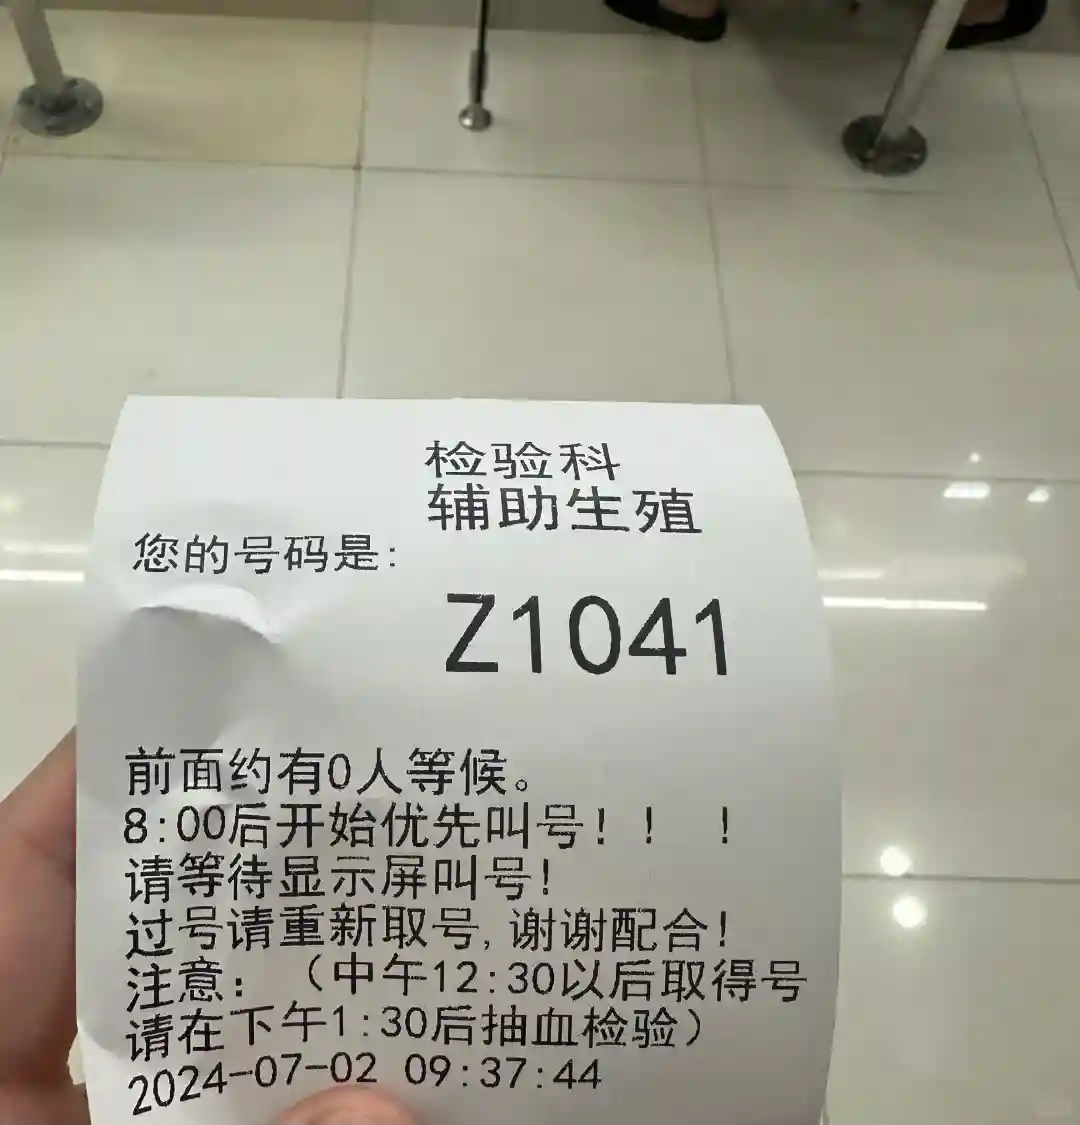 检验科
辅助生殖
您的号码是:
Z1041
前面约有0人等候。
8:00后开始优先叫号!! !
请等待显示屏叫号!
过号请重新取号,谢谢配合!
注意:(中午12:30以后取得号
请在下午1:30后抽血检验)
2024-07-02 09:37:44